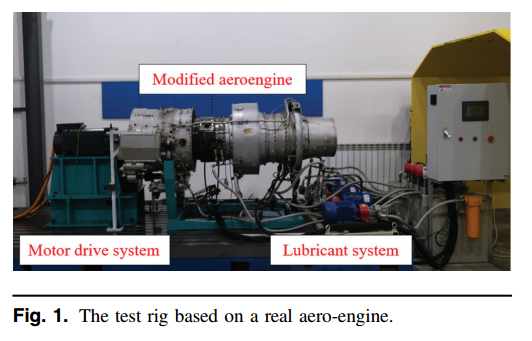 Modified aeroengine
Motor drive system
Lubricant system
Fig. 1. The test rig based on a real aero-engine.